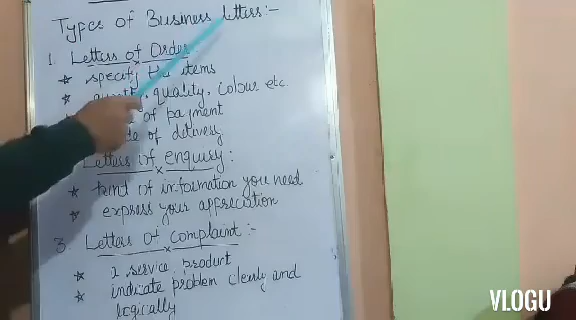 Types of Business letters:-
1. Letters of Order
* specify the items
* quality, colour etc.
of payment
of delivery
Letters of enquiry:
* of information you need
* express your appreciation
3. Letters of complaint :-
* service, product
* indicate problem clearly and
logically
VLOGU